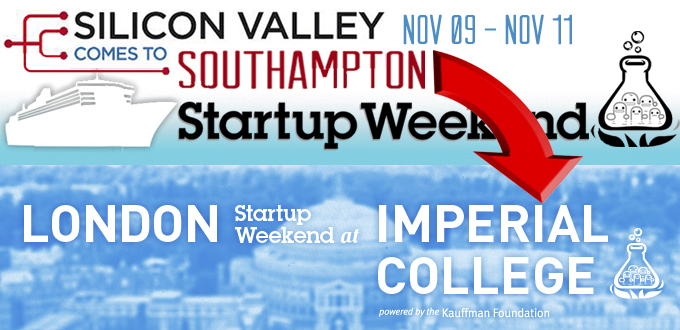 SILICON VALLEY
NOV 09 – NOV 11
COMES TO
SOUTHAMPTON
Startup Weekend
LONDON
Startup
Weekend at
IMPERIAL
COLLEGE
powered by the Kauffman Foundation